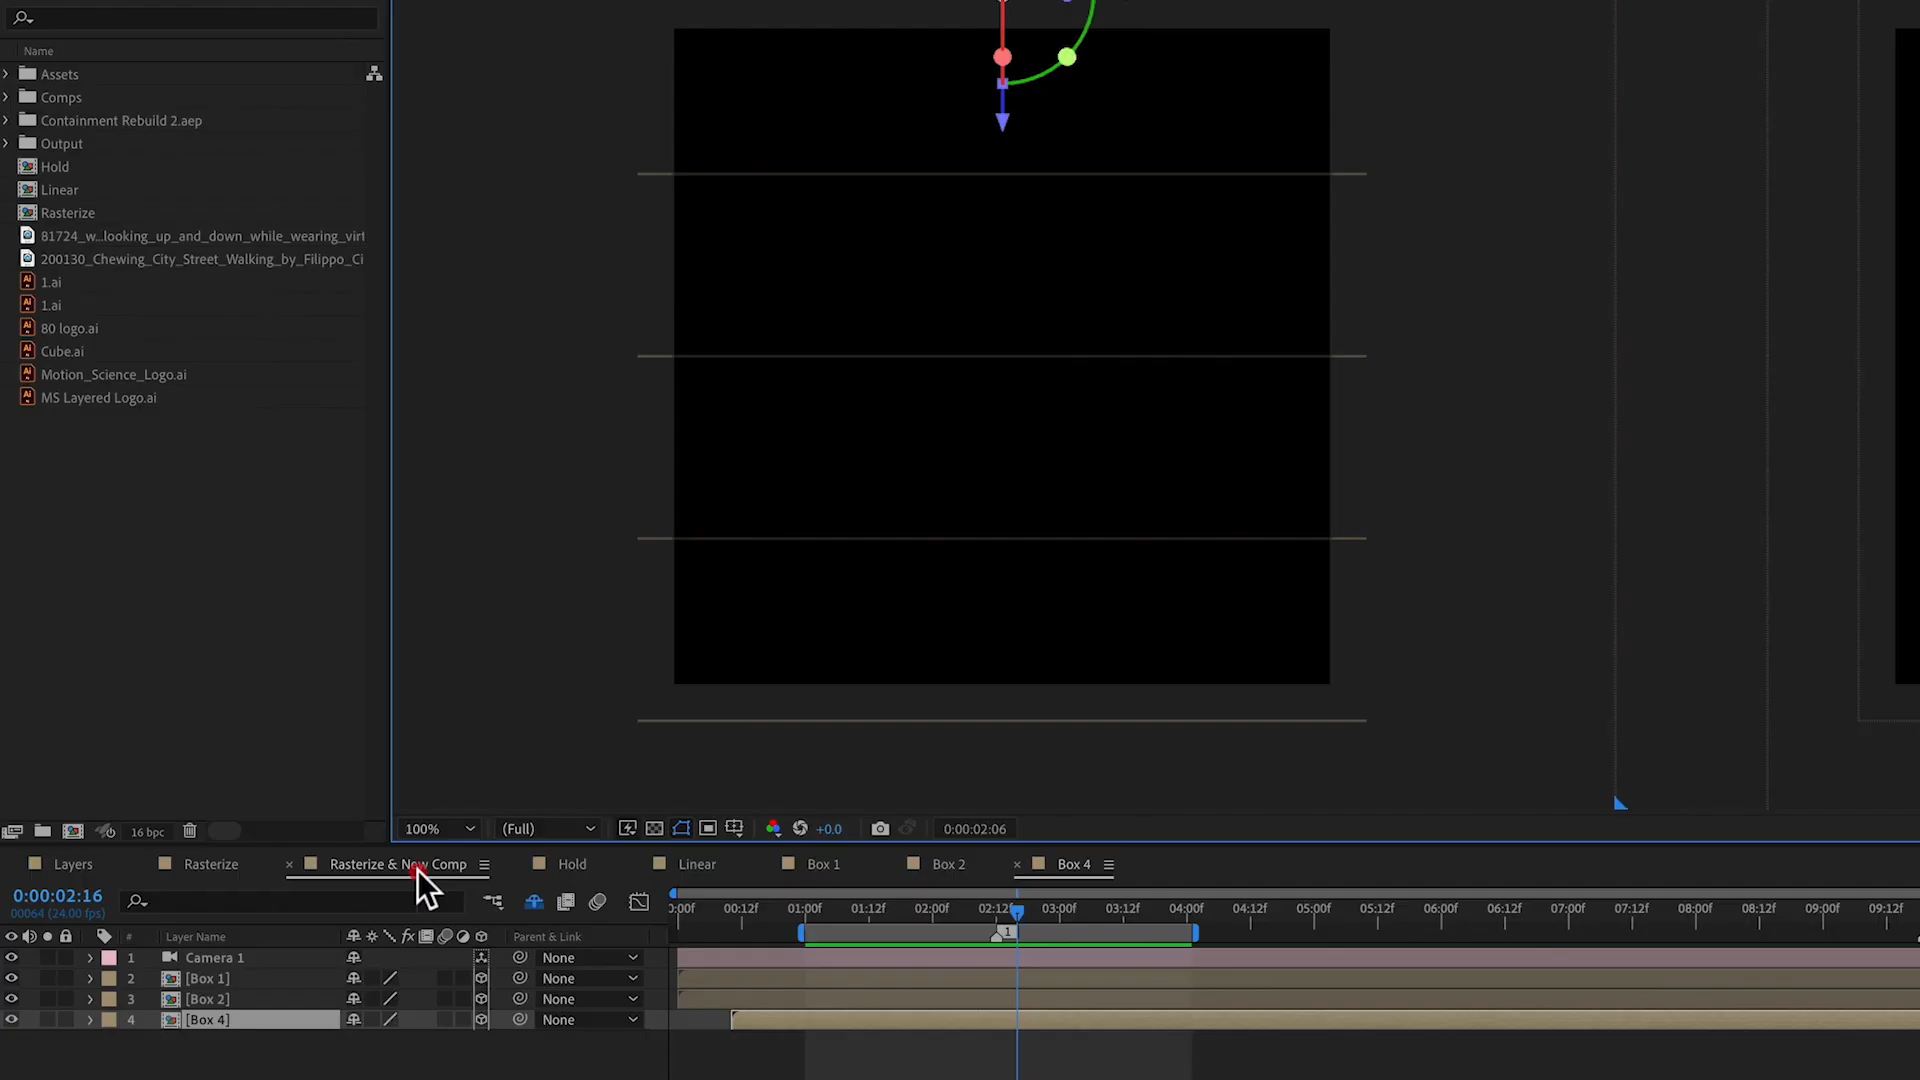 Name
Assets
Comps
Containment Rebuild 2.aep
Output
Hold
Linear
Rasterize
81724_w...looking_up_and_down_while_wearing_virt
200130_Chewing_City_Street_Walking_by_Filippo_Ci
1.ai
1.ai
80 logo.ai
Cube.ai
Motion_Science_Logo.ai
MS Layered Logo.ai
16 bpc
100%
(Full)
+0.0
0:00:02:06
Layers
Rasterize
× Rasterize & New Comp
Hold
Linear
Box 1
Box 2
× Box 4
0:00:02:16
00064 (24.00 fps)
:00f 00:12f 01:00f 01:12f 02:00f 02:12f 03:00f 03:12f 04:00f 04:12f 05:00f 05:12f 06:00f 06:12f 07:00f 07:12f 08:00f 08:12f 09:00f 09:12f
1
# Layer Name fx Parent & Link
1 Camera 1 None
2 [Box 1] None
3 [Box 2] None
4 [Box 4] None